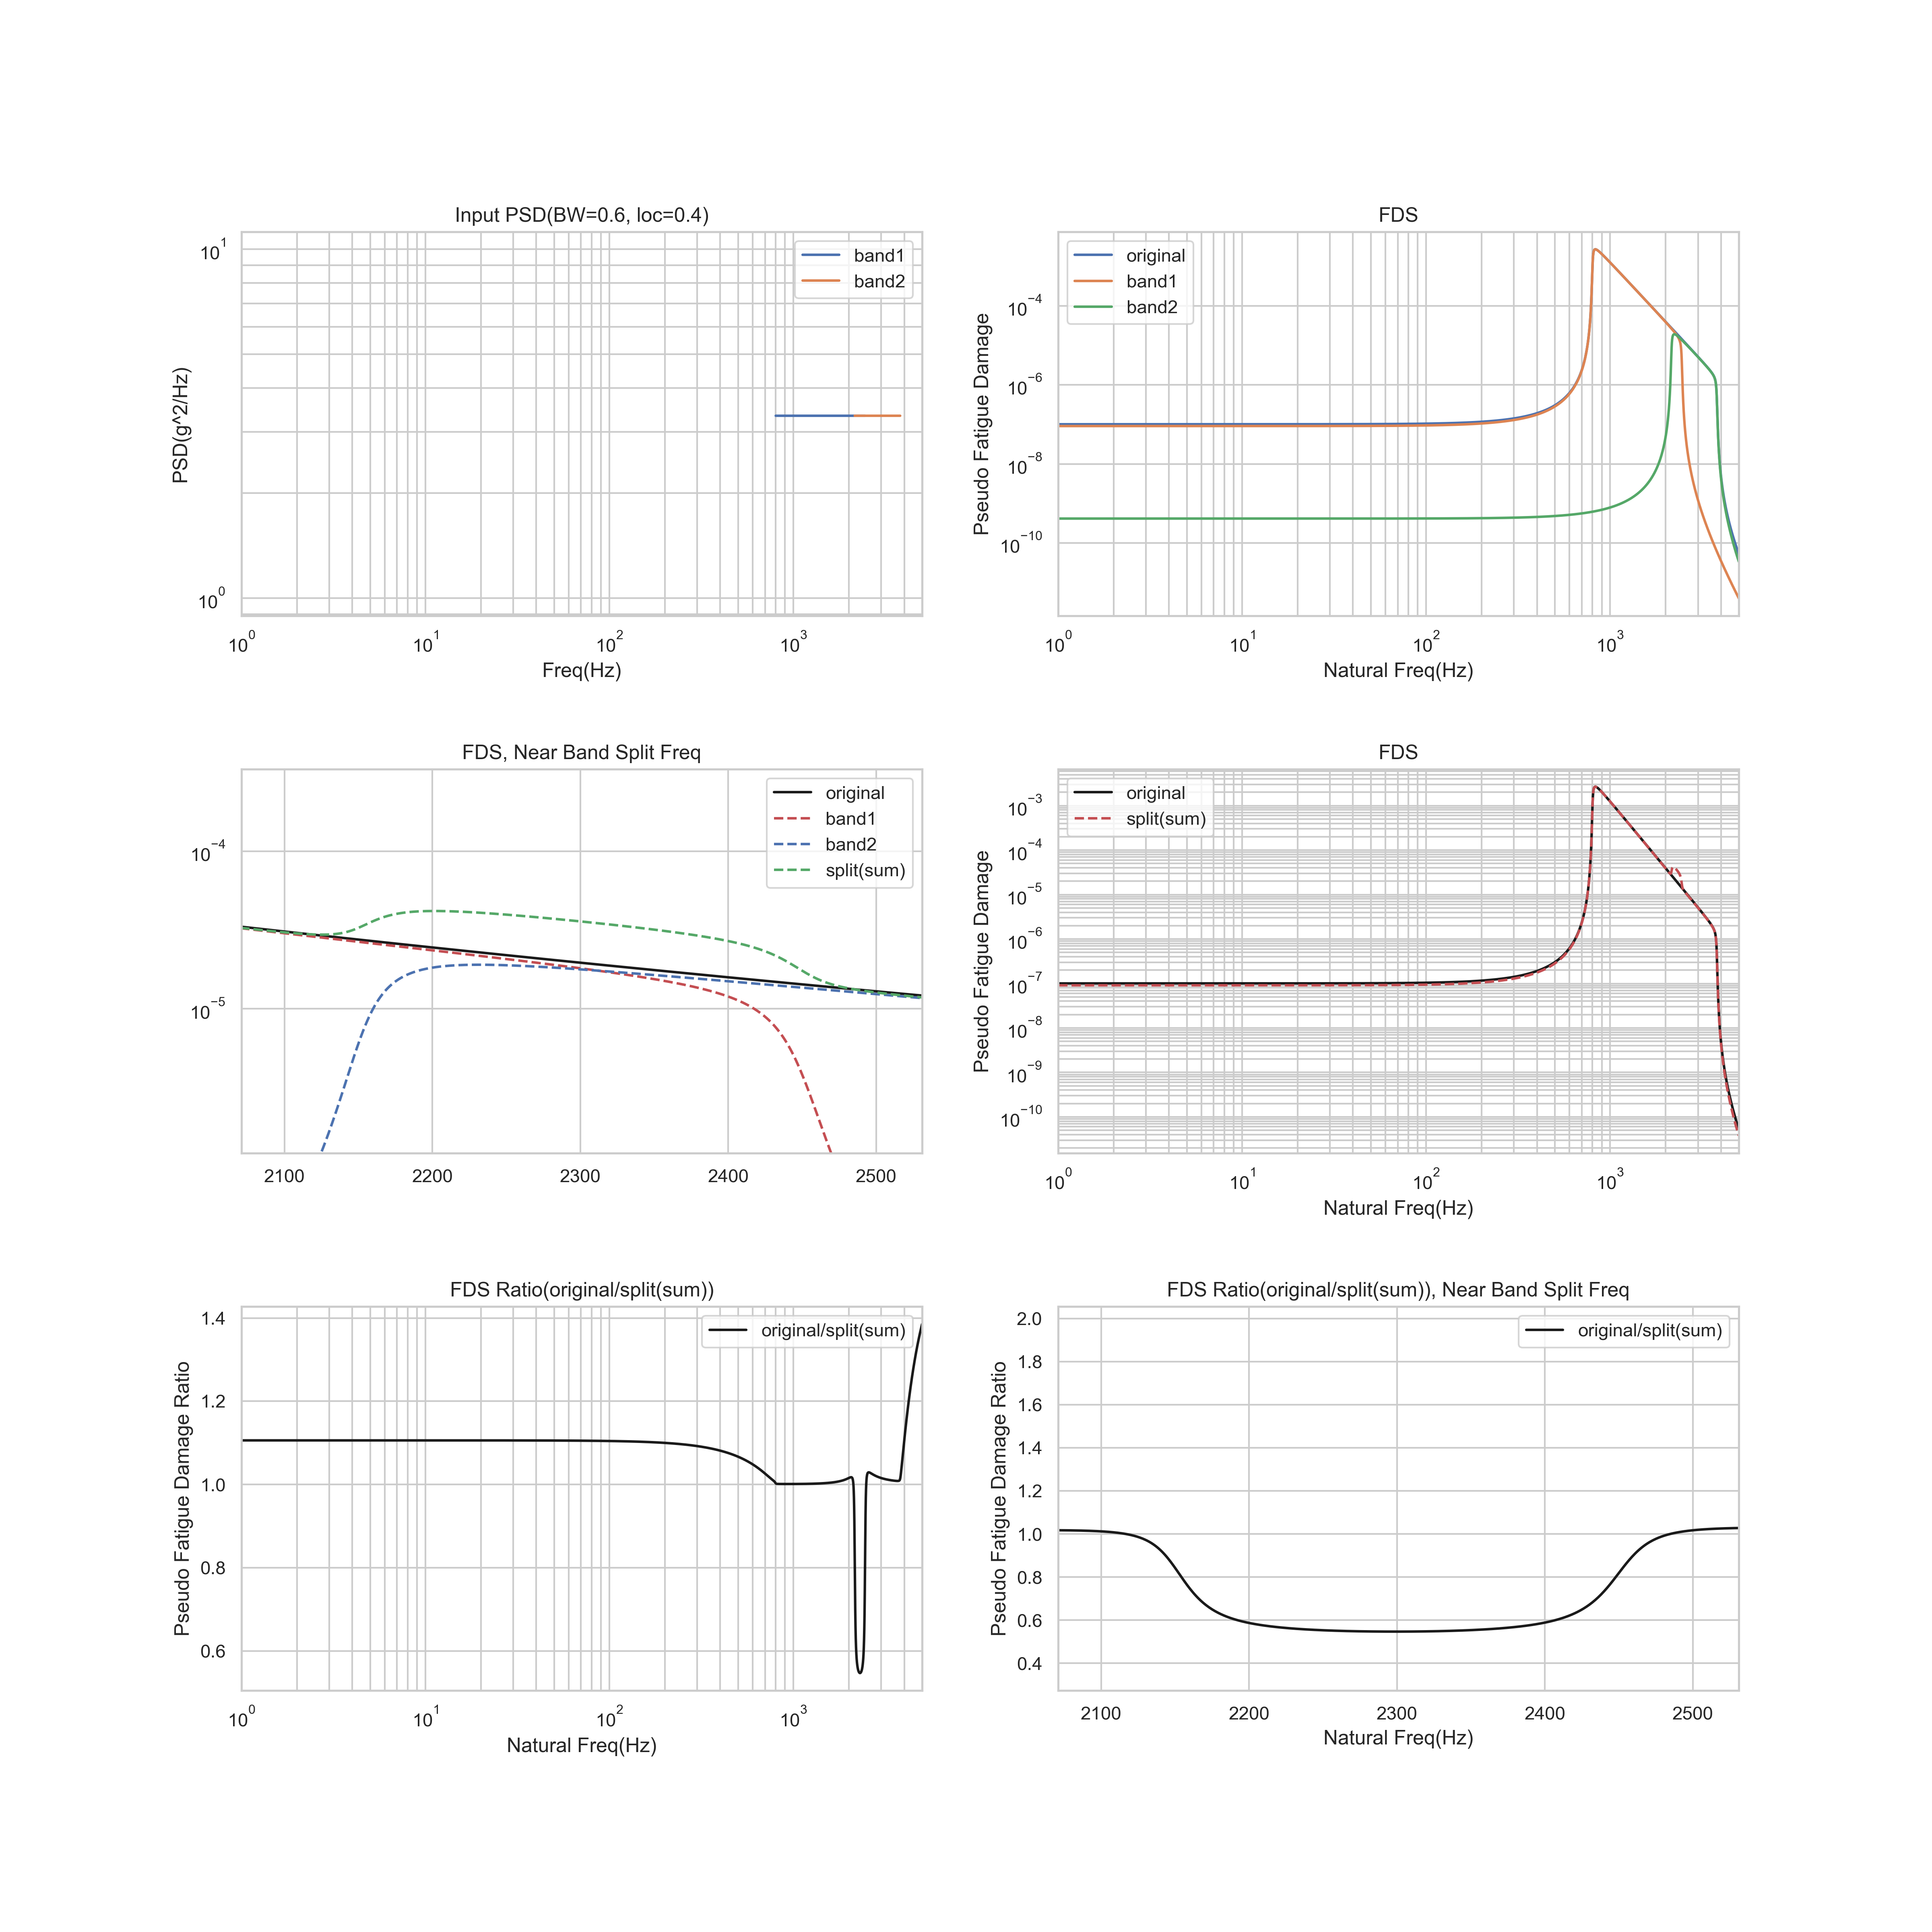 Input PSD(BW=0.6, loc=0.4)
PSD(g^2/Hz)
10^1
10^0
band1
band2
10^0 10^1 10^2 10^3
Freq(Hz)
FDS
Pseudo Fatigue Damage
10^−4
10^−6
10^−8
10^−10
original
band1
band2
10^0 10^1 10^2 10^3
Natural Freq(Hz)
FDS, Near Band Split Freq
10^−4
10^−5
original
band1
band2
split(sum)
2100 2200 2300 2400 2500
FDS
Pseudo Fatigue Damage
10^−3
10^−4
10^−5
10^−6
10^−7
10^−8
10^−9
10^−10
original
split(sum)
10^0 10^1 10^2 10^3
Natural Freq(Hz)
FDS Ratio(original/split(sum))
Pseudo Fatigue Damage Ratio
1.4
1.2
1.0
0.8
0.6
original/split(sum)
10^0 10^1 10^2 10^3
Natural Freq(Hz)
FDS Ratio(original/split(sum)), Near Band Split Freq
Pseudo Fatigue Damage Ratio
2.0
1.8
1.6
1.4
1.2
1.0
0.8
0.6
0.4
original/split(sum)
2100 2200 2300 2400 2500
Natural Freq(Hz)